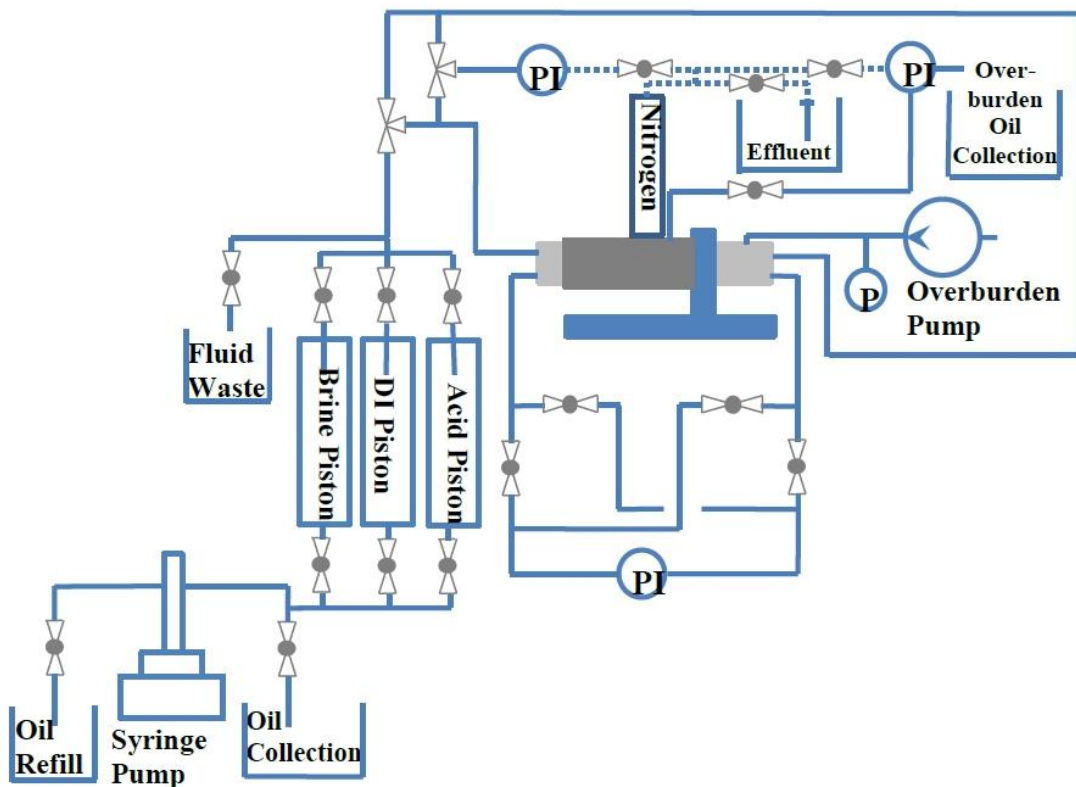 PI
PI
Over-
burden
Oil
Collection
Nitrogen
Effluent
P
Overburden
Pump
Fluid
Waste
Brine Piston
DI Piston
Acid Piston
PI
Oil
Refill
Syringe
Pump
Oil
Collection